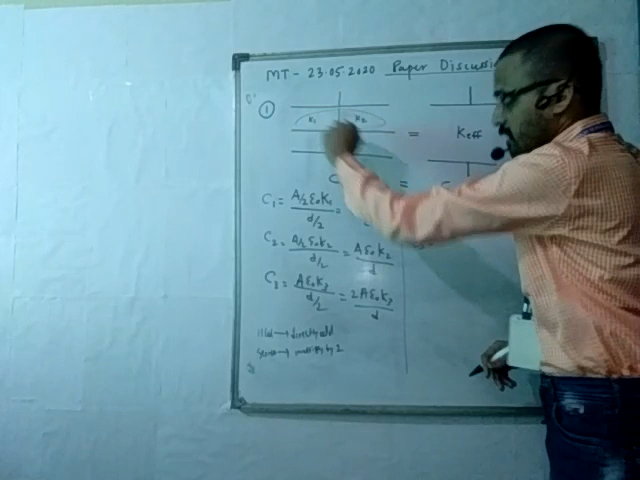 MT - 23.05.2020 Paper Discussi
①
K₁ K₂ = Keff
C =
C₁ = A/2 ε₀K₁ / d/2 =
C₂ = A/2 ε₀K₂ / d/2 = Aε₀K₂ / d
C₃ = Aε₀K₃ / d/2 = 2Aε₀K₃ / d
→ directly add
Series → multiply by 2